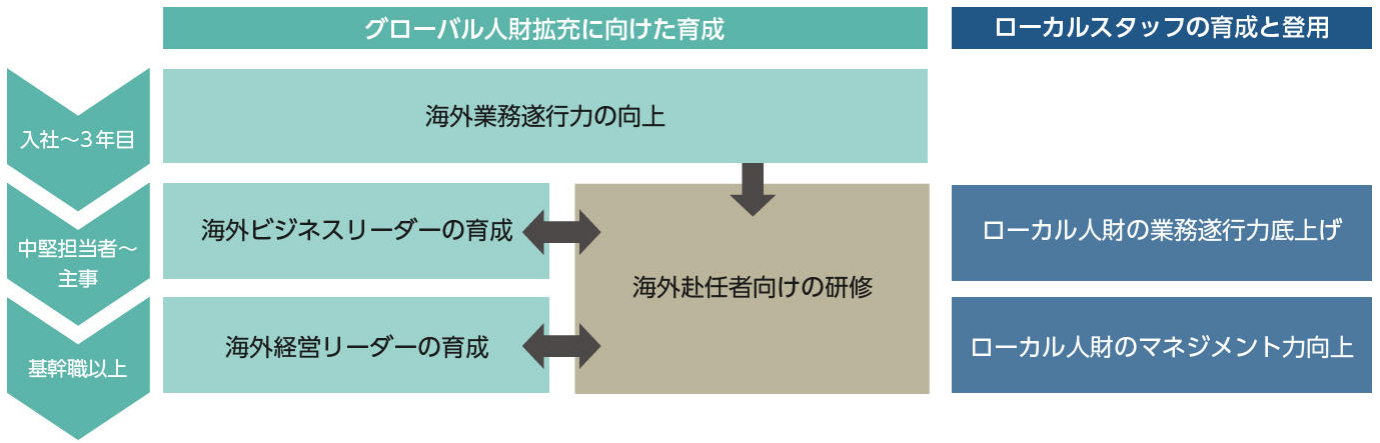 グローバル人財拡充に向けた育成
ローカルスタッフの育成と登用
入社～3年目
海外業務遂行力の向上
中堅担当者～
主事
海外ビジネスリーダーの育成
海外赴任者向けの研修
ローカル人財の業務遂行力底上げ
基幹職以上
海外経営リーダーの育成
ローカル人財のマネジメント力向上